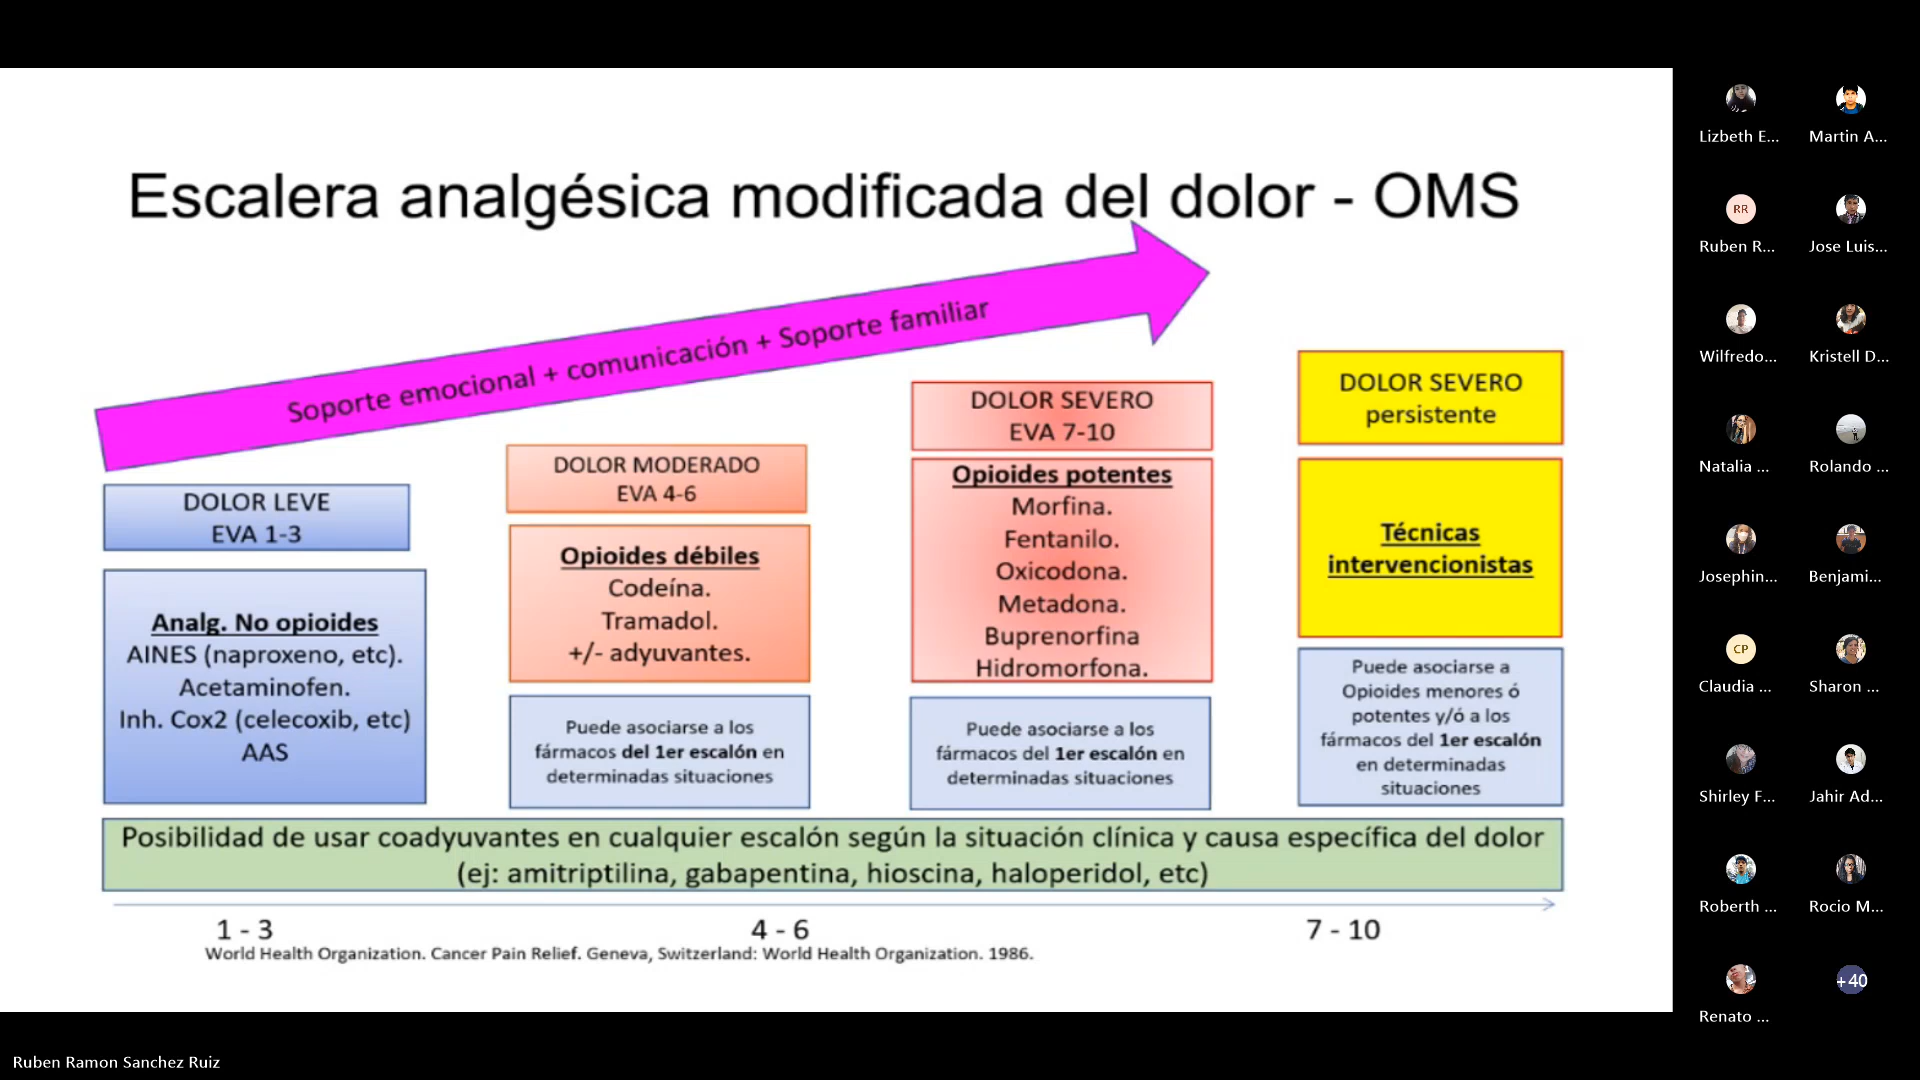 Escalera analgésica modificada del dolor - OMS
Soporte emocional + comunicación + Soporte familiar
DOLOR LEVE
EVA 1-3
Analg. No opioides
AINES (naproxeno, etc).
Acetaminofen.
Inh. Cox2 (celecoxib, etc)
AAS
DOLOR MODERADO
EVA 4-6
Opioides débiles
Codeína.
Tramadol.
+/- adyuvantes.
Puede asociarse a los
fármacos del 1er escalón en
determinadas situaciones
DOLOR SEVERO
EVA 7-10
Opioides potentes
Morfina.
Fentanilo.
Oxicodona.
Metadona.
Buprenorfina
Hidromorfona.
Puede asociarse a los
fármacos del 1er escalón en
determinadas situaciones
DOLOR SEVERO
persistente
Técnicas
intervencionistas
Puede asociarse a
Opioides menores ó
potentes y/ó a los
fármacos del 1er escalón
en determinadas
situaciones
Posibilidad de usar coadyuvantes en cualquier escalón según la situación clínica y causa específica del dolor
(ej: amitriptilina, gabapentina, hioscina, haloperidol, etc)
1 - 3
4 - 6
7 - 10
World Health Organization. Cancer Pain Relief. Geneva, Switzerland: World Health Organization. 1986.
Lizbeth E...
Martin A...
RR
Ruben R...
Jose Luis...
Wilfredo...
Kristell D...
Natalia ...
Rolando ...
Josephin...
Benjami...
CP
Claudia ...
Sharon ...
Shirley F...
Jahir Ad...
Roberth ...
Rocio M...
Renato ...
+40
Ruben Ramon Sanchez Ruiz